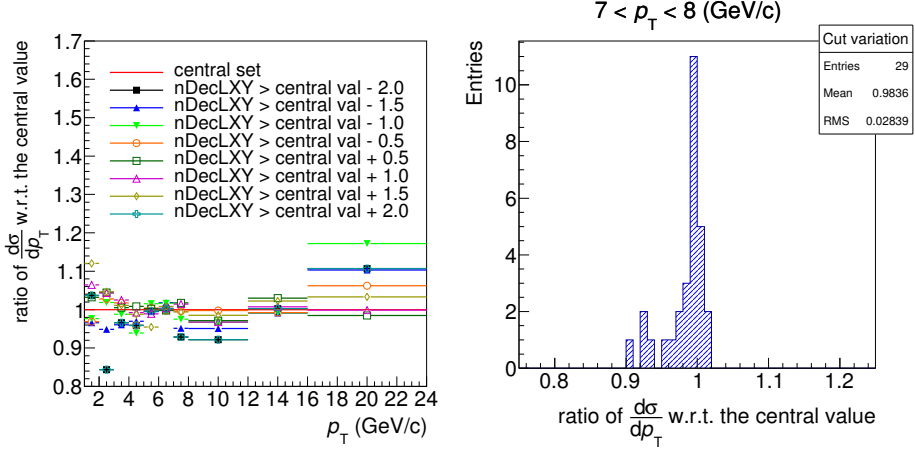 7 < pT < 8 (GeV/c)
ratio of dσ/dpT w.r.t. the central value
1.7
1.6
1.5
1.4
1.3
1.2
1.1
1
0.9
0.8
central set
nDecLXY > central val - 2.0
nDecLXY > central val - 1.5
nDecLXY > central val - 1.0
nDecLXY > central val - 0.5
nDecLXY > central val + 0.5
nDecLXY > central val + 1.0
nDecLXY > central val + 1.5
nDecLXY > central val + 2.0
2 4 6 8 10 12 14 16 18 20 22 24
pT (GeV/c)
Entries
10
8
6
4
2
0
Cut variation
Entries 29
Mean 0.9836
RMS 0.02839
0.8 0.9 1 1.1 1.2
ratio of dσ/dpT w.r.t. the central value